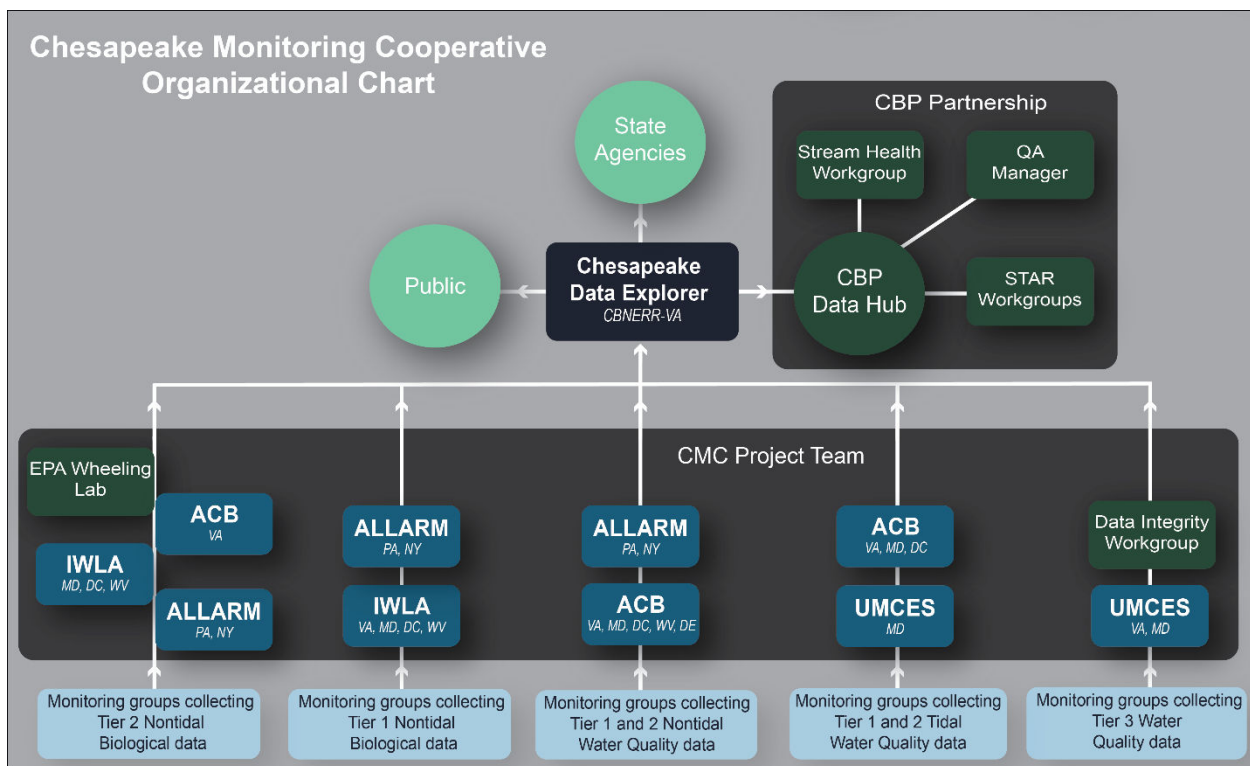 Chesapeake Monitoring Cooperative
Organizational Chart
State
Agencies
Public
Chesapeake
Data Explorer
CBNERR-VA
CBP Partnership
Stream Health
Workgroup
QA
Manager
CBP
Data Hub
STAR
Workgroups
CMC Project Team
EPA Wheeling
Lab
ACB
VA
IWLA
MD, DC, WV
ALLARM
PA, NY
ALLARM
PA, NY
IWLA
VA, MD, DC, WV
ALLARM
PA, NY
ACB
VA, MD, DC, WV, DE
ACB
VA, MD, DC
UMCES
MD
Data Integrity
Workgroup
UMCES
VA, MD
Monitoring groups collecting
Tier 2 Nontidal
Biological data
Monitoring groups collecting
Tier 1 Nontidal
Biological data
Monitoring groups collecting
Tier 1 and 2 Nontidal
Water Quality data
Monitoring groups collecting
Tier 1 and 2 Tidal
Water Quality data
Monitoring groups collecting
Tier 3 Water
Quality data